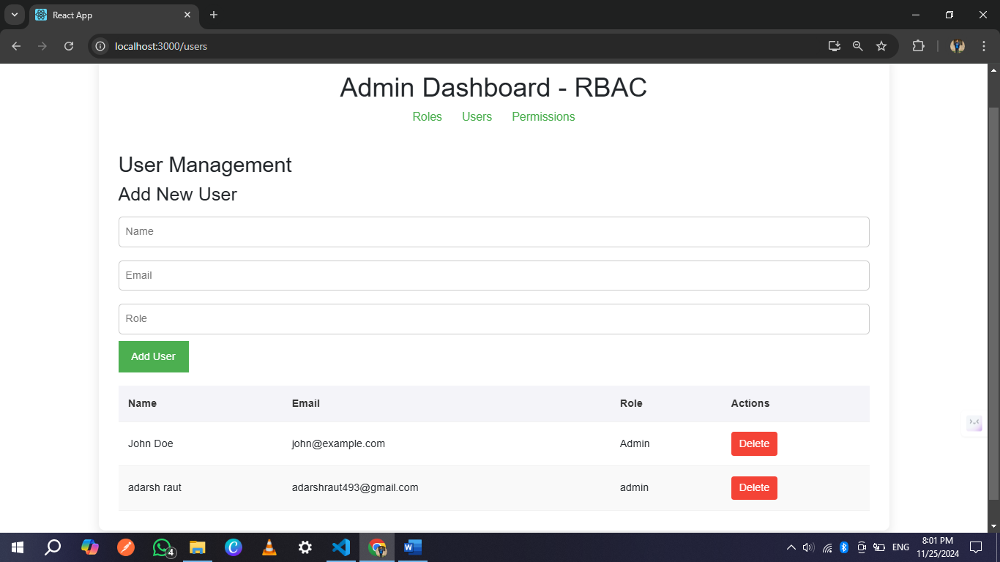 React App
localhost:3000/users
Admin Dashboard - RBAC
Roles Users Permissions
User Management
Add New User
Name
Email
Role
Add User
Name Email Role Actions
John Doe john@example.com Admin Delete
adarsh raut adarshraut493@gmail.com admin Delete
4
W
ENG
8:01 PM
11/25/2024